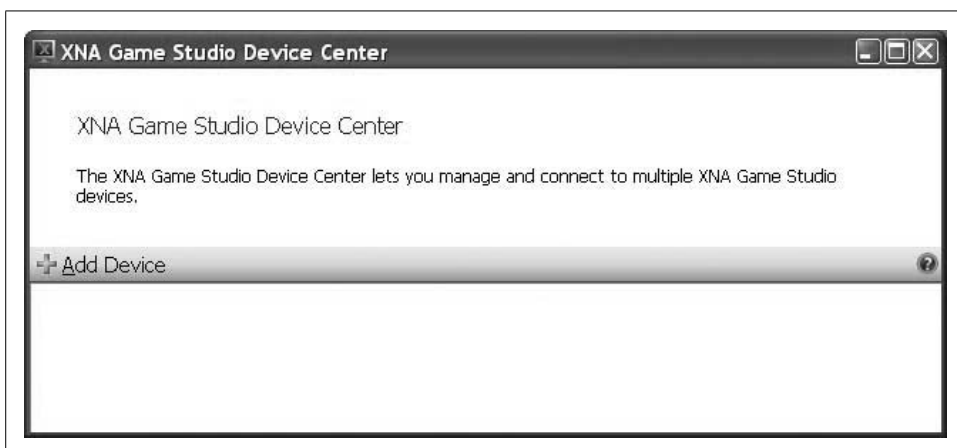 XNA Game Studio Device Center
XNA Game Studio Device Center
The XNA Game Studio Device Center lets you manage and connect to multiple XNA Game Studio
devices.
Add Device
?